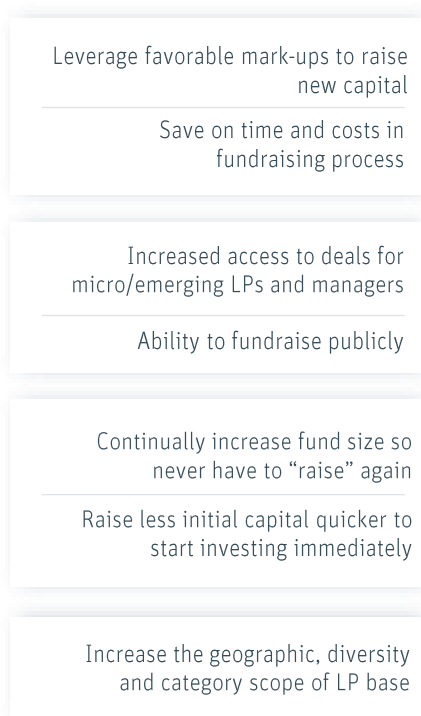 Leverage favorable mark-ups to raise
new capital
Save on time and costs in
fundraising process
Increased access to deals for
micro/emerging LPs and managers
Ability to fundraise publicly
Continually increase fund size so
never have to “raise” again
Raise less initial capital quicker to
start investing immediately
Increase the geographic, diversity
and category scope of LP base